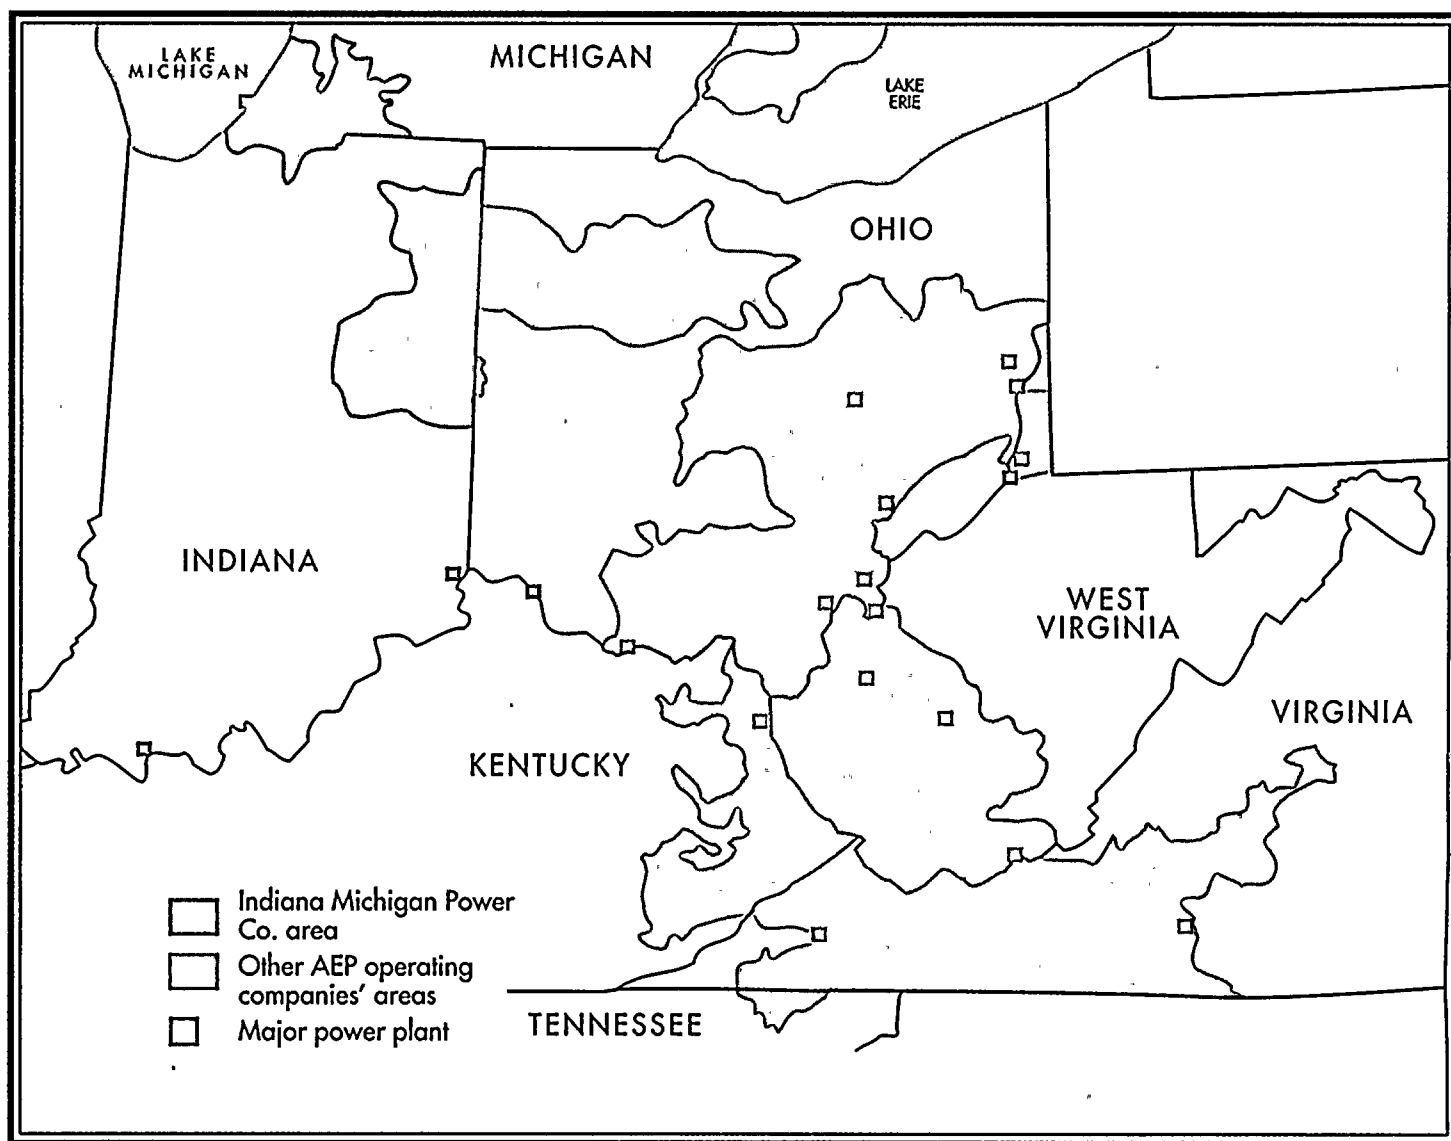 LAKE
MICHIGAN
MICHIGAN
LAKE
ERIE
OHIO
INDIANA
WEST
VIRGINIA
VIRGINIA
KENTUCKY
Indiana Michigan Power
Co. area
Other AEP operating
companies' areas
Major power plant
TENNESSEE